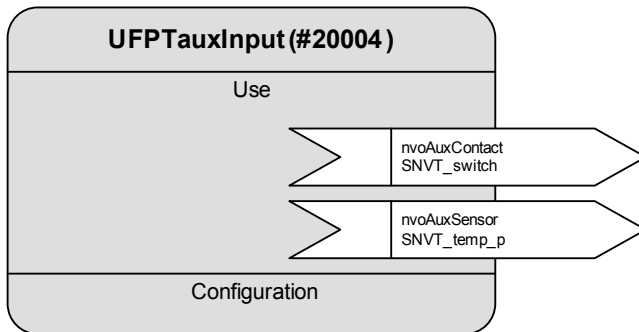 UFPTauxInput (#20004)
Use
nvoAuxContact
SNVT_switch
nvoAuxSensor
SNVT_temp_p
Configuration